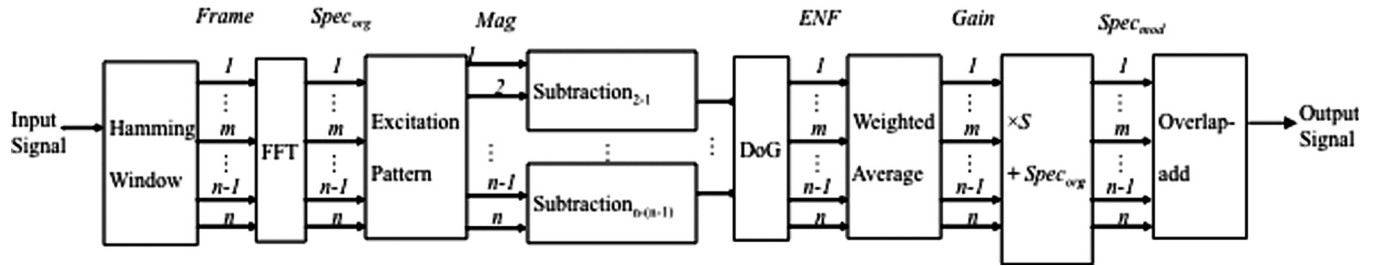 Frame Spec_org Mag ENF Gain Spec_mod
Input
Signal
Hamming
Window
1
⋮
m
⋮
n-1
n
FFT
1
⋮
m
⋮
n-1
n
Excitation
Pattern
1
2
⋮
n-1
n
Subtraction_2-1
⋮
Subtraction_n-(n-1)
⋮
DoG
1
⋮
m
⋮
n-1
n
Weighted
Average
1
⋮
m
⋮
n-1
n
×S
+ Spec_org
1
⋮
m
⋮
n-1
n
Overlap-
add
Output
Signal